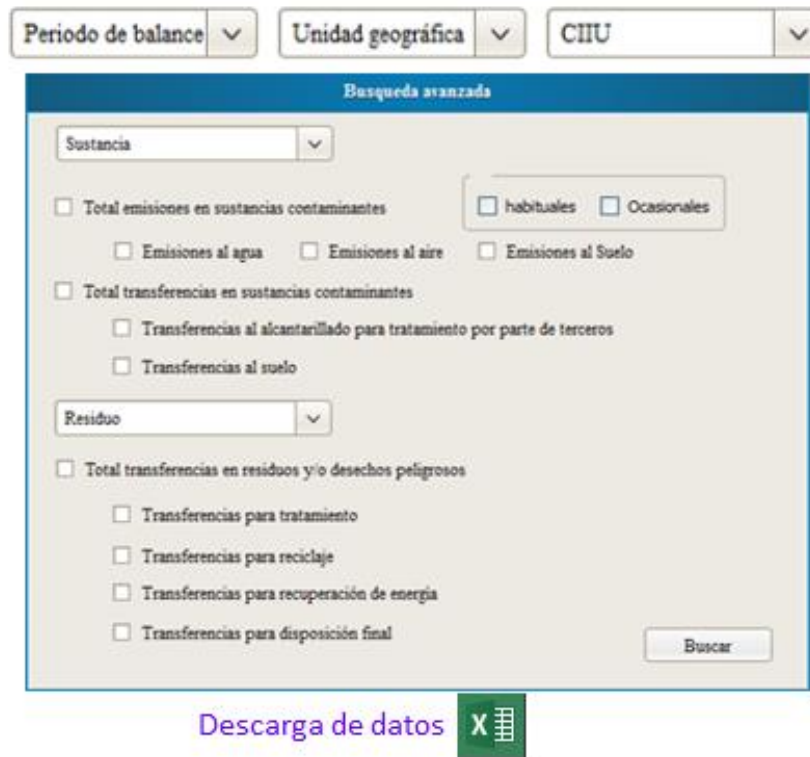 Periodo de balance Unidad geográfica CIIU
Busqueda avanzada
Sustancia
Total emisiones en sustancias contaminantes habituales Ocasionales
Emisiones al agua Emisiones al aire Emisiones al Suelo
Total transferencias en sustancias contaminantes
Transferencias al alcantarillado para tratamiento por parte de terceros
Transferencias al suelo
Residuo
Total transferencias en residuos y/o desechos peligrosos
Transferencias para tratamiento
Transferencias para reciclaje
Transferencias para recuperación de energia
Transferencias para disposición final
Buscar
Descarga de datos X